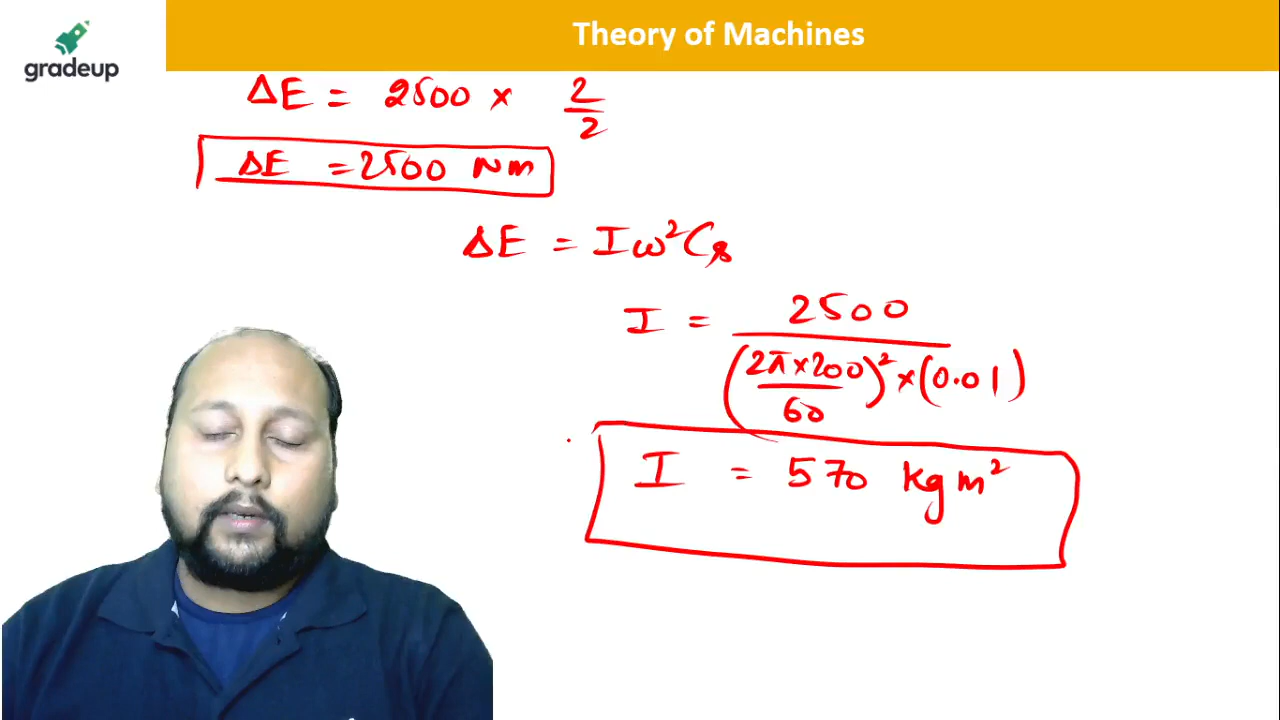 gradeup
Theory of Machines
ΔE = 2500 × 2/2
ΔE = 2500 Nm
ΔE = Iω²Cs
I = 2500 / (2π×200/60)² × (0.01)
I = 570 kg m²